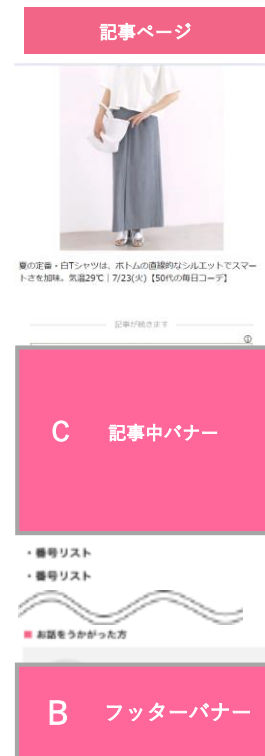 記事ページ
夏の定番・白Tシャツは、ボトムの直線的なシルエットでスマー
トさを加味。気温29℃｜7/23(火)【50代の毎日コーデ】
記事が続きます
C 記事中バナー
・番号リスト
・番号リスト
■ お話をうかがった方
B フッターバナー